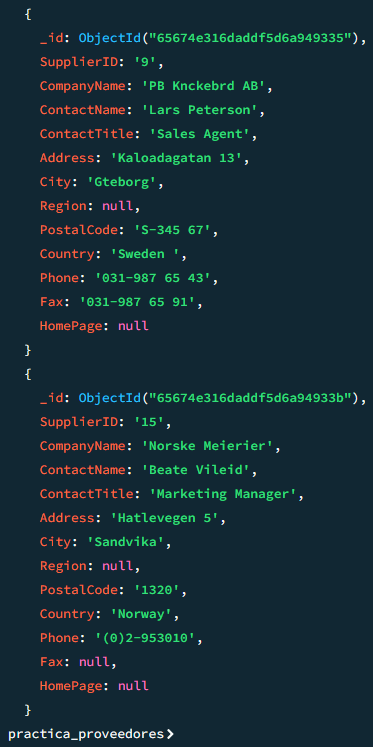 {
_id: ObjectId("65674e316daddf5d6a949335"),
SupplierID: '9',
CompanyName: 'PB Knckebrd AB',
ContactName: 'Lars Peterson',
ContactTitle: 'Sales Agent',
Address: 'Kaloadagatan 13',
City: 'Gteborg',
Region: null,
PostalCode: 'S-345 67',
Country: 'Sweden ',
Phone: '031-987 65 43',
Fax: '031-987 65 91',
HomePage: null
}
{
_id: ObjectId("65674e316daddf5d6a94933b"),
SupplierID: '15',
CompanyName: 'Norske Meierier',
ContactName: 'Beate Vileid',
ContactTitle: 'Marketing Manager',
Address: 'Hatlevegen 5',
City: 'Sandvika',
Region: null,
PostalCode: '1320',
Country: 'Norway',
Phone: '(0)2-953010',
Fax: null,
HomePage: null
}
practica_proveedores>